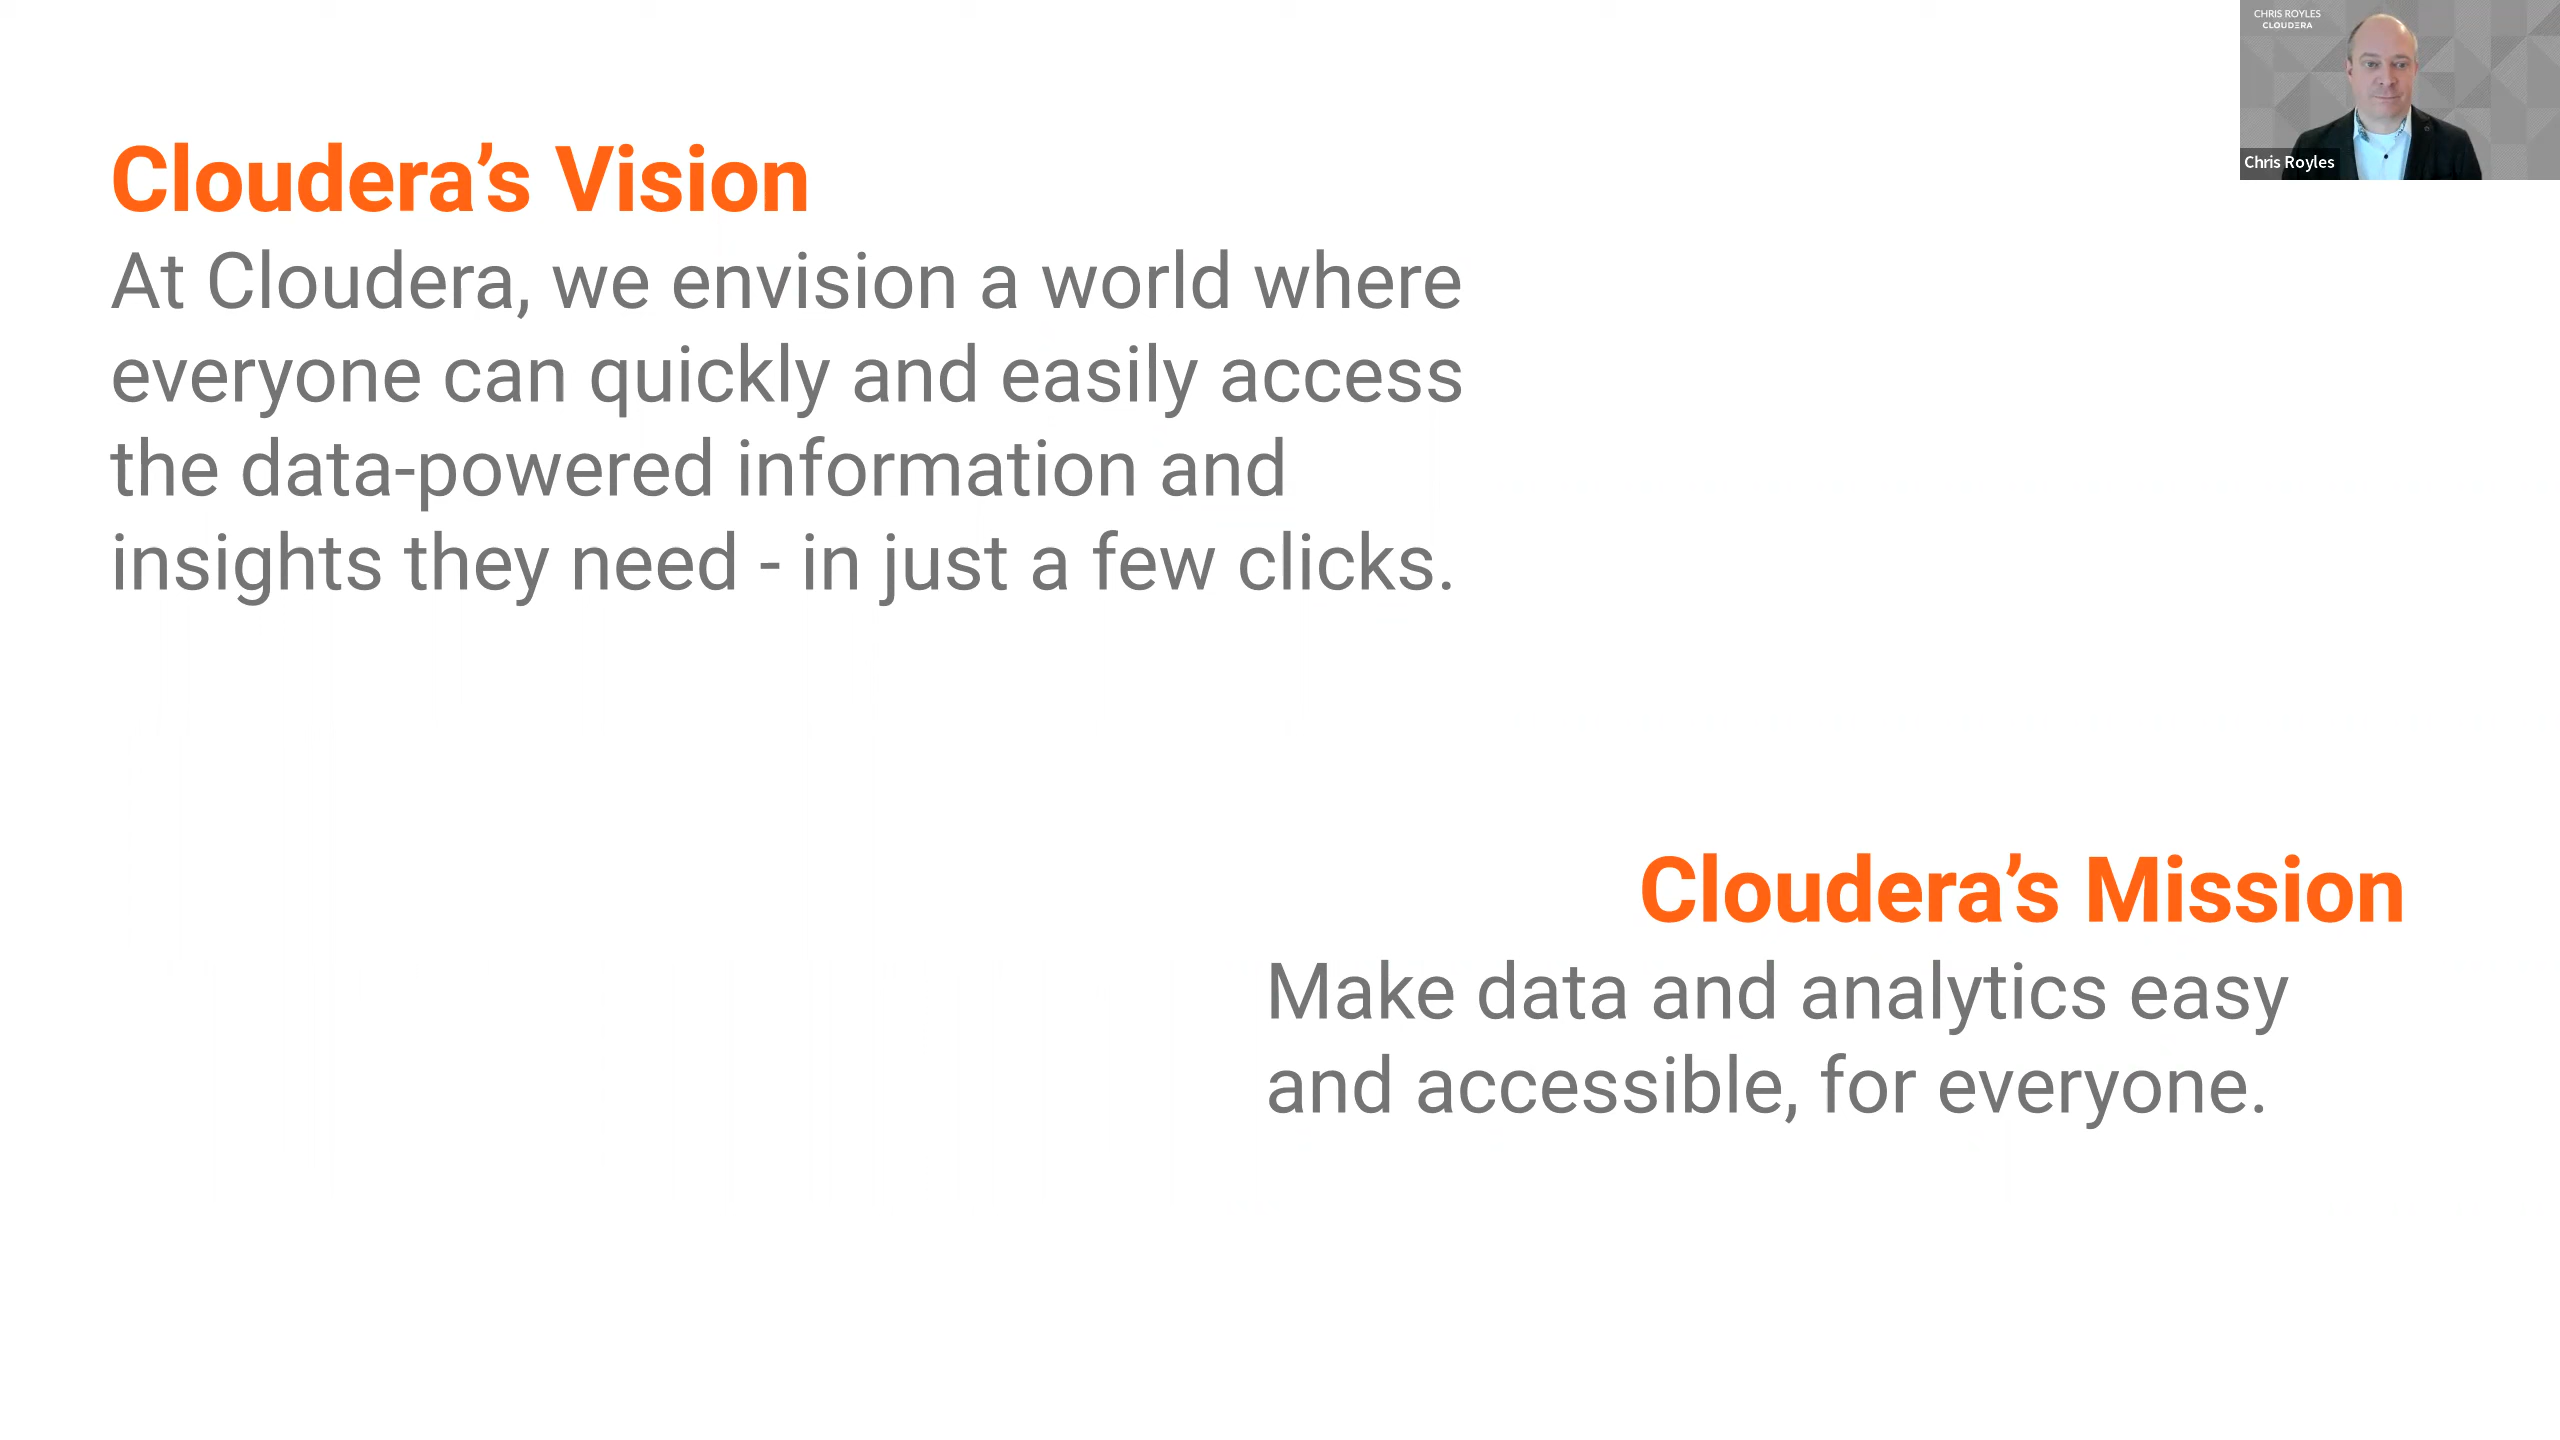 CHRIS ROYLES
CLOUDERA
Chris Royles
Cloudera’s Vision
At Cloudera, we envision a world where
everyone can quickly and easily access
the data-powered information and
insights they need - in just a few clicks.
Cloudera’s Mission
Make data and analytics easy
and accessible, for everyone.